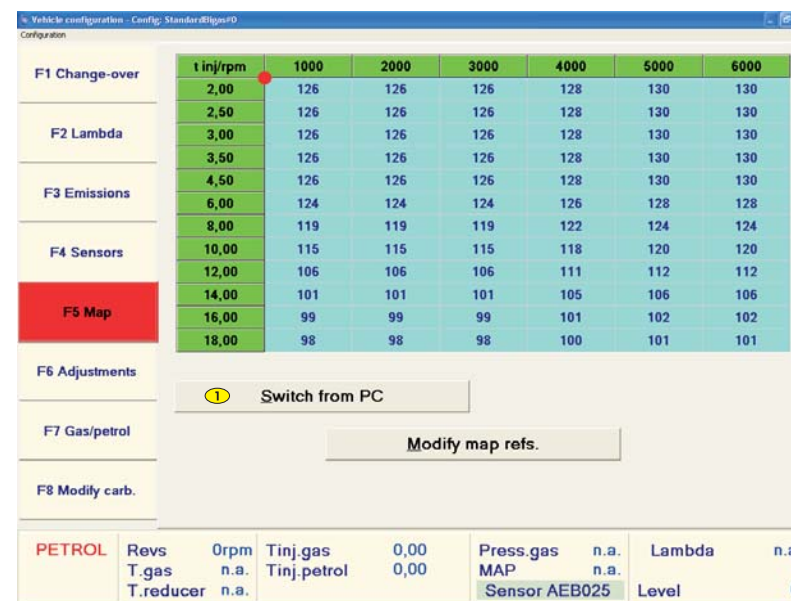 Vehicle configuration - Config: StandardBigas#0
Configuration
F1 Change-over
F2 Lambda
F3 Emissions
F4 Sensors
F5 Map
F6 Adjustments
F7 Gas/petrol
F8 Modify carb.
t inj/rpm 1000 2000 3000 4000 5000 6000
2,00 126 126 126 128 130 130
2,50 126 126 126 128 130 130
3,00 126 126 126 128 130 130
3,50 126 126 126 128 130 130
4,50 126 126 126 128 130 130
6,00 124 124 124 126 128 128
8,00 119 119 119 122 124 124
10,00 115 115 115 118 120 120
12,00 106 106 106 111 112 112
14,00 101 101 101 105 106 106
16,00 99 99 99 101 102 102
18,00 98 98 98 100 101 101
1 Switch from PC
Modify map refs.
PETROL Revs 0rpm Tinj.gas 0,00 Press.gas n.a. Lambda
T.gas n.a. Tinj.petrol 0,00 MAP n.a.
T.reducer n.a. Sensor AEB025 Level